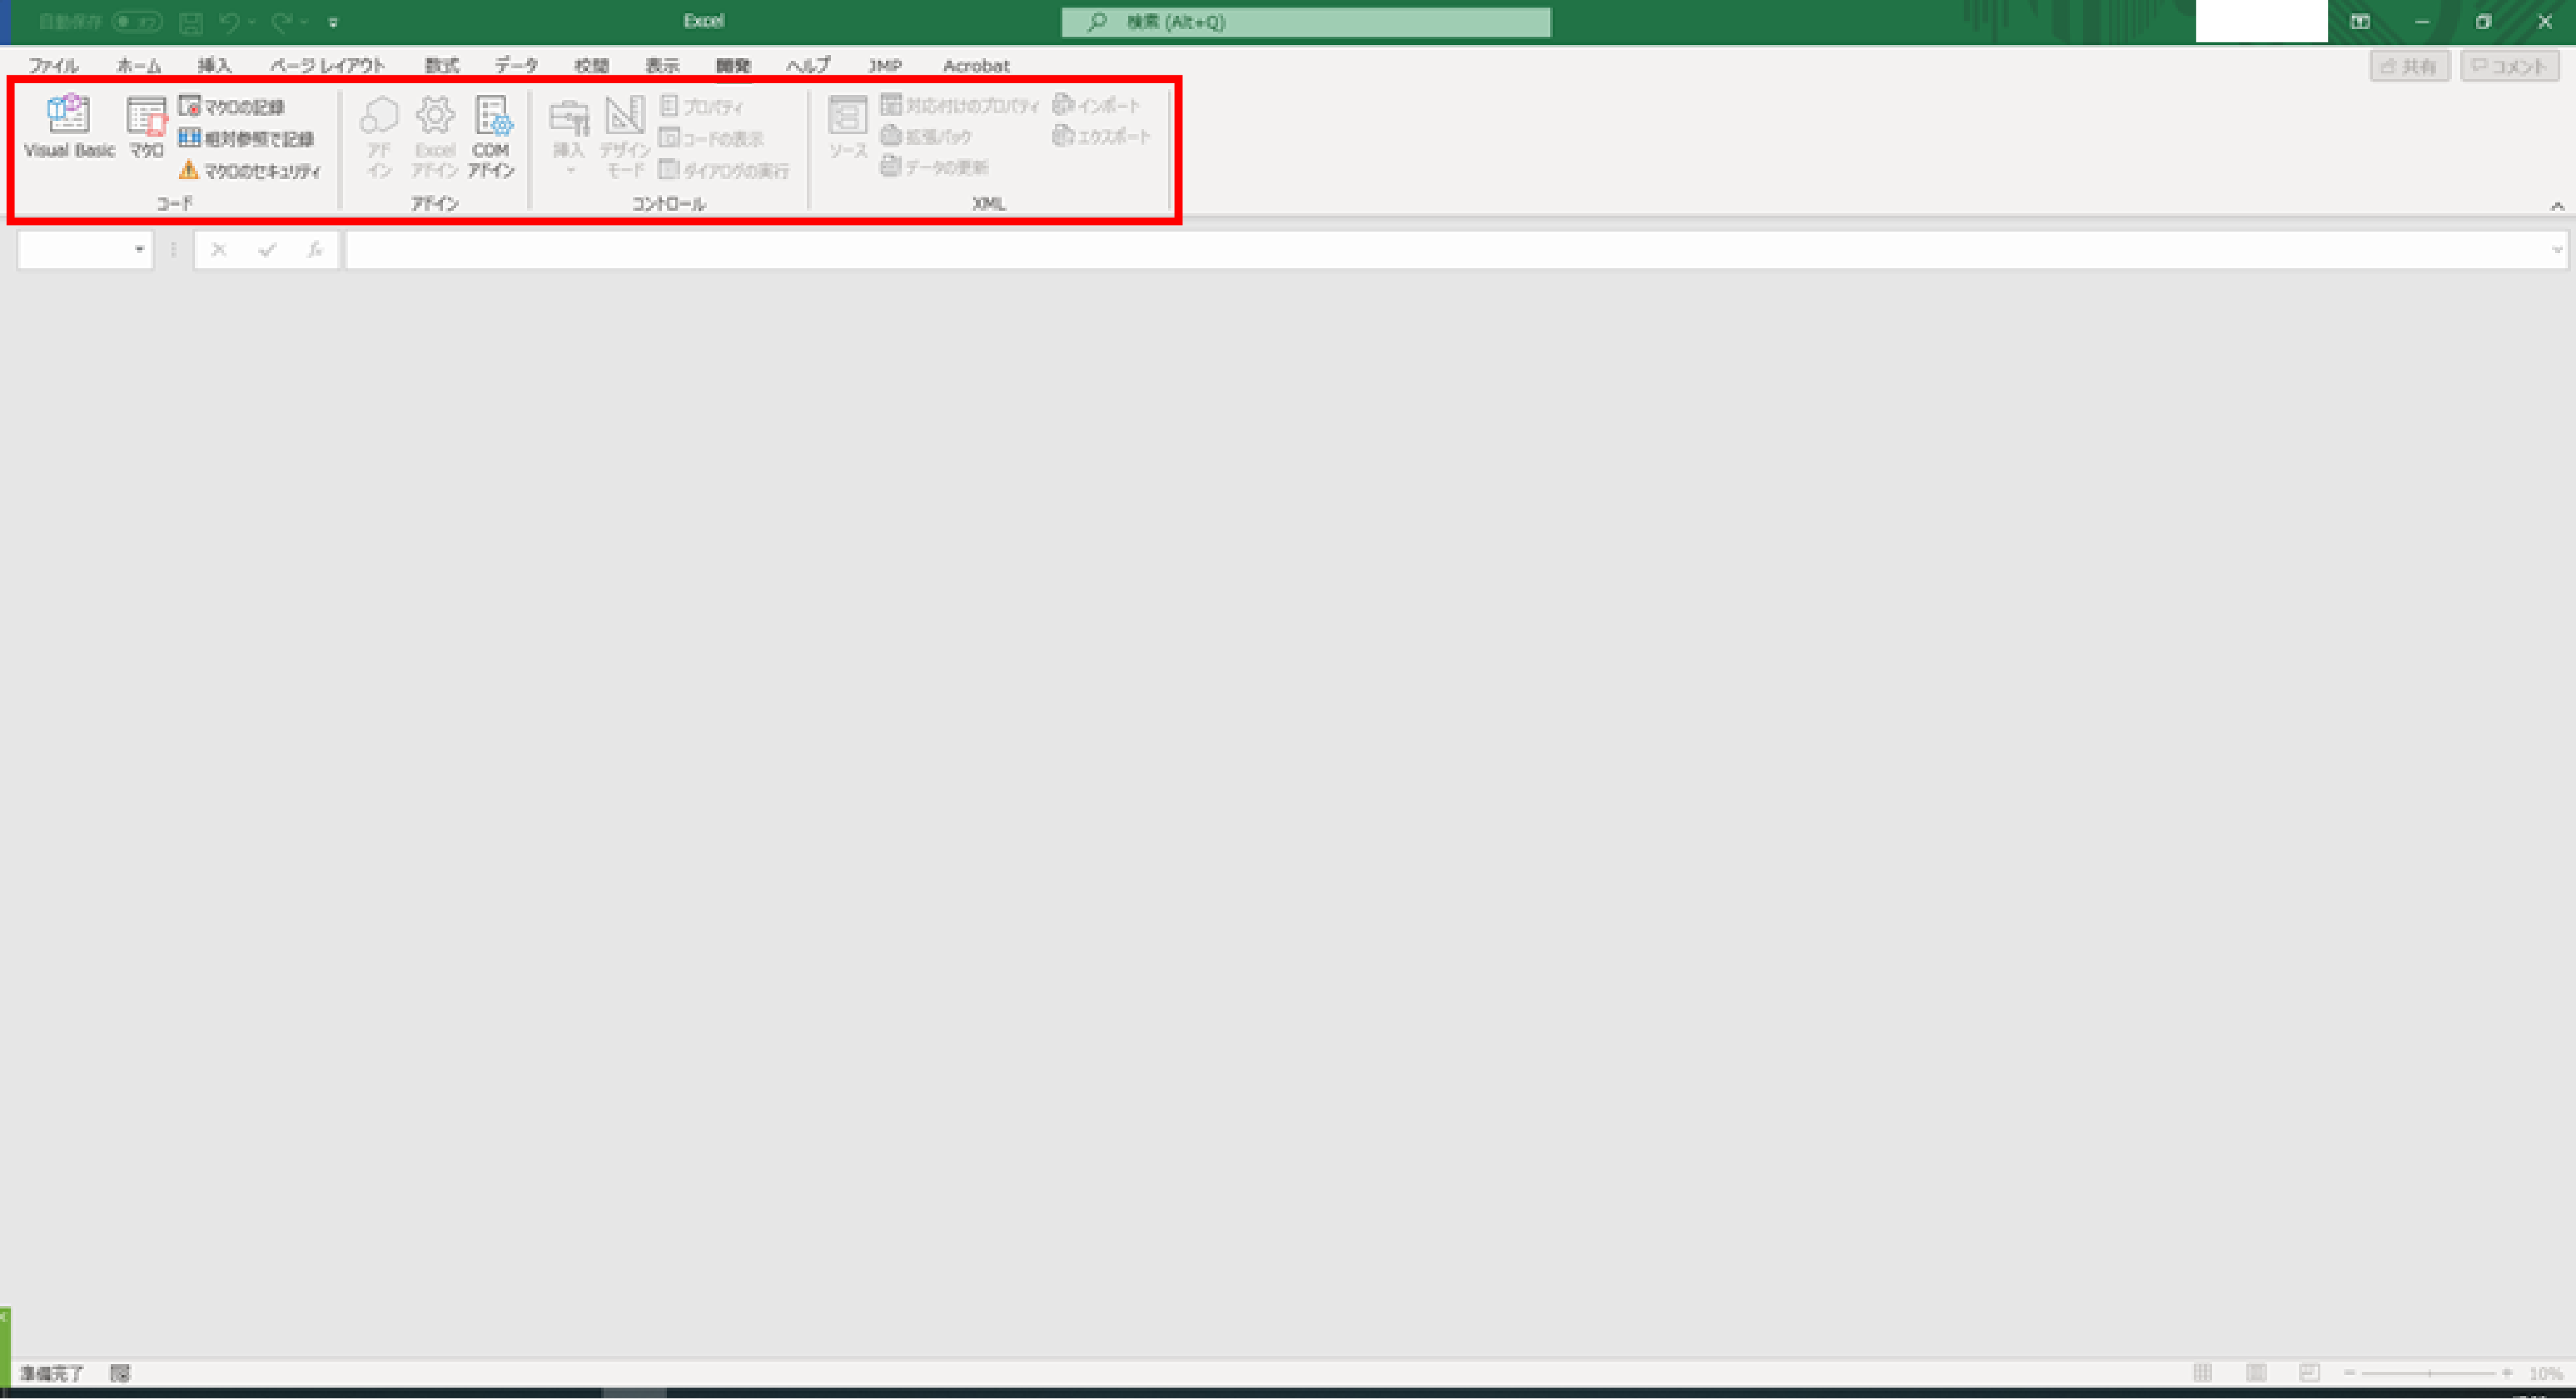 自動保存 オフ Excel 検索 (Alt+Q)
ファイル ホーム 挿入 ページ レイアウト 数式 データ 校閲 表示 開発 ヘルプ JMP Acrobat 共有 コメント
Visual Basic マクロ マクロの記録 相対参照で記録 マクロのセキュリティ
コード
アド
イン
Excel
アドイン
COM
アドイン
アドイン
挿入 デザイン
モード
プロパティ
コードの表示
ダイアログの実行
コントロール
ソース 対応付けのプロパティ インポート
拡張パック エクスポート
データの更新
XML
fx
準備完了 10%